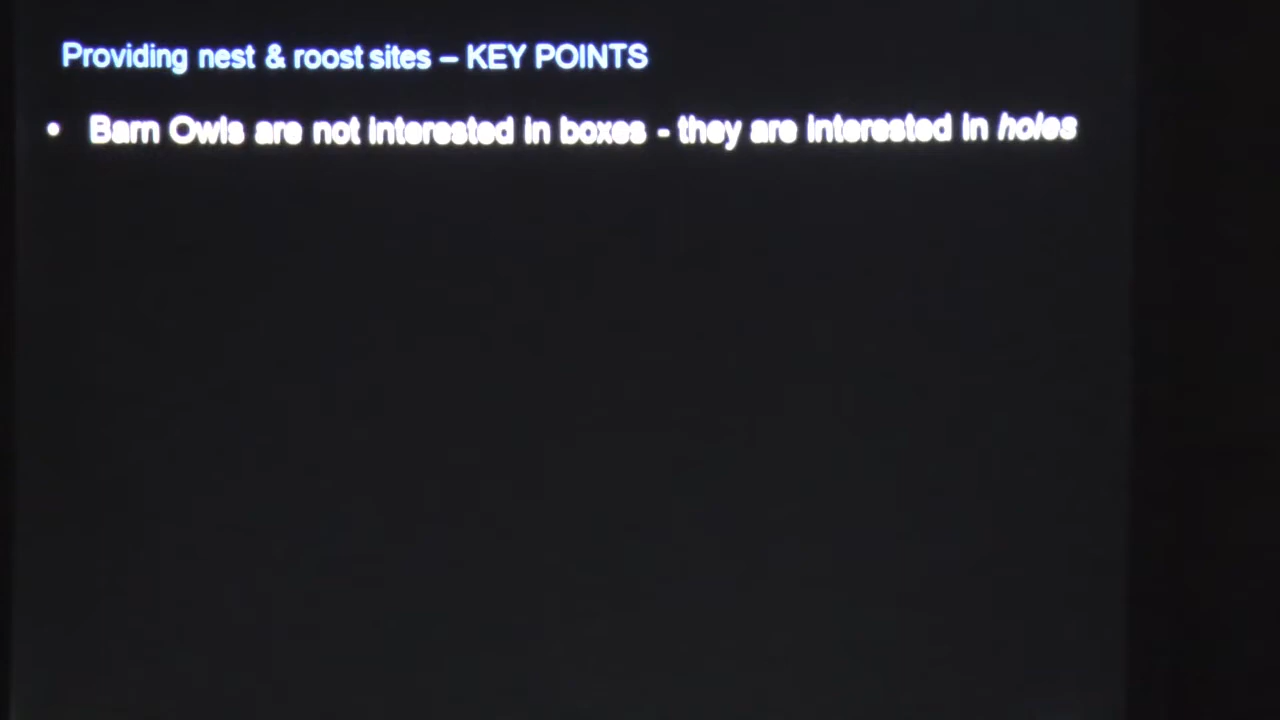 Providing nest & roost sites – KEY POINTS
• Barn Owls are not interested in boxes - they are interested in holes